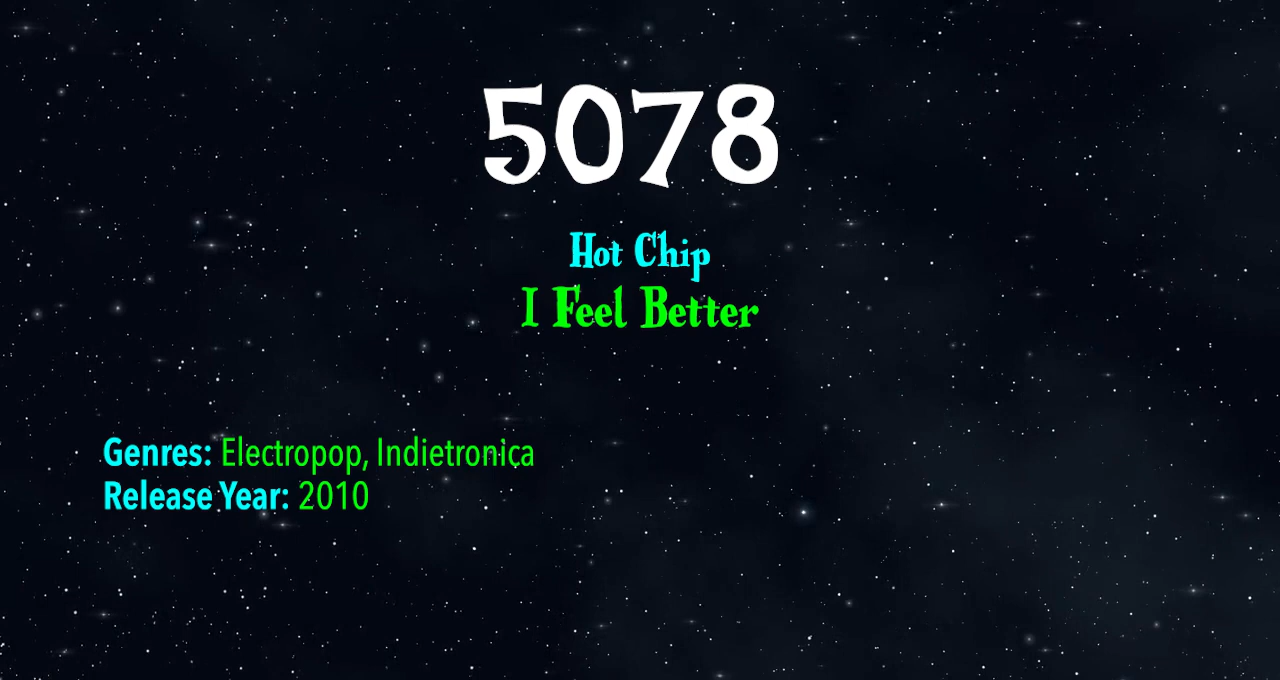 5078
Hot Chip
I Feel Better
Genres: Electropop, Indietronica
Release Year: 2010